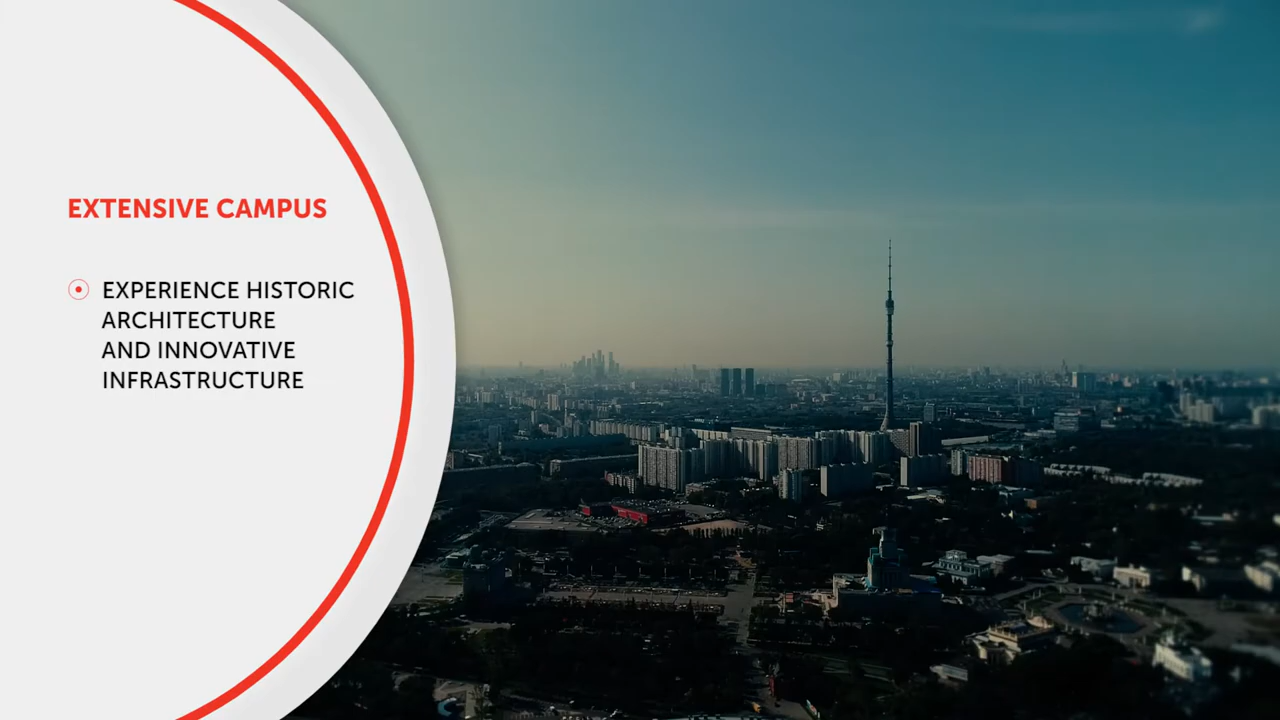 EXTENSIVE CAMPUS
EXPERIENCE HISTORIC
ARCHITECTURE
AND INNOVATIVE
INFRASTRUCTURE